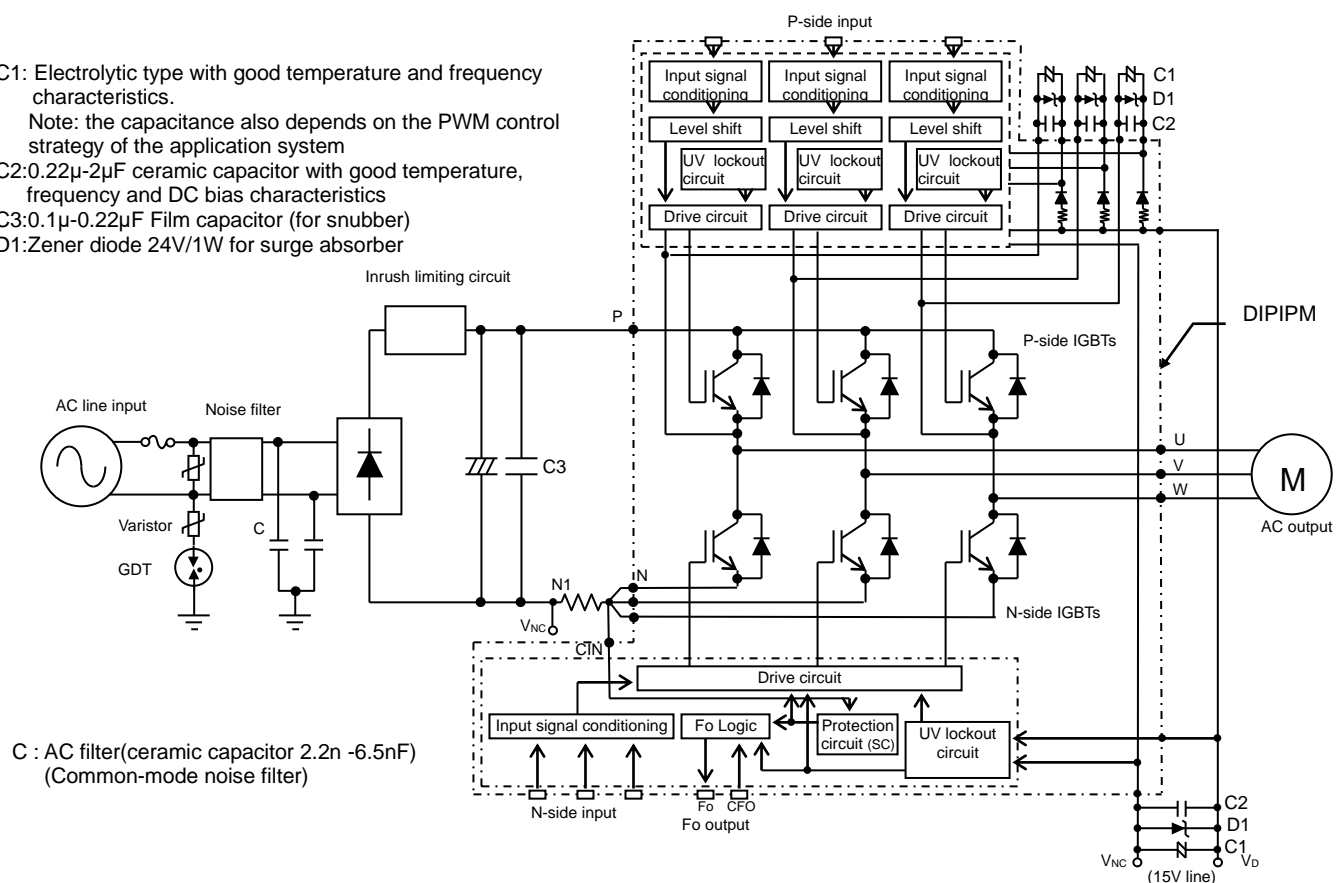 P-side input
C1: Electrolytic type with good temperature and frequency
characteristics.
Note: the capacitance also depends on the PWM control
strategy of the application system
C2:0.22μ-2μF ceramic capacitor with good temperature,
frequency and DC bias characteristics
C3:0.1μ-0.22μF Film capacitor (for snubber)
D1:Zener diode 24V/1W for surge absorber
Input signal
conditioning
Input signal
conditioning
Input signal
conditioning
Level shift
Level shift
Level shift
UV lockout
circuit
UV lockout
circuit
UV lockout
circuit
Drive circuit
Drive circuit
Drive circuit
C1
D1
C2
Inrush limiting circuit
P
P-side IGBTs
DIPIPM
AC line input
Noise filter
C3
U
V
W
M
AC output
Varistor
C
GDT
N1
N
VNC
CIN
N-side IGBTs
Drive circuit
Input signal conditioning
Fo Logic
Protection
circuit (SC)
UV lockout
circuit
C : AC filter(ceramic capacitor 2.2n -6.5nF)
(Common-mode noise filter)
N-side input
Fo
CFO
Fo output
C2
D1
C1
VNC
VD
(15V line)